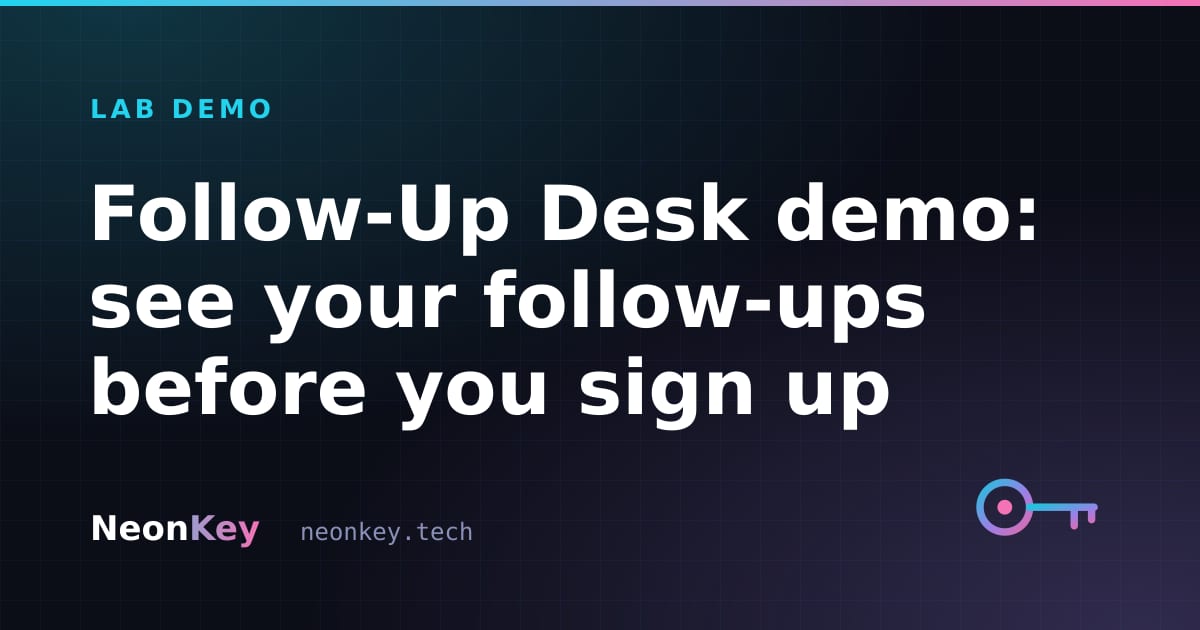 LAB DEMO
Follow-Up Desk demo:
see your follow-ups
before you sign up
NeonKey neonkey.tech